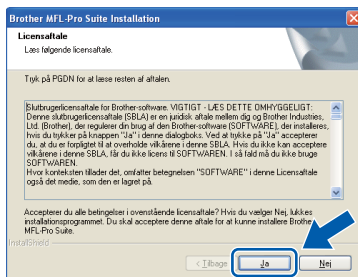 Brother MFL-Pro Suite Installation
Licensaftale
Læs følgende licensaftale.
Tryk på PGDN for at læse resten af aftalen.
Slutbrugerlicensaftale for Brother-software. VIGTIGT - LÆS DETTE OMHYGGELIGT:
Denne slutbrugerlicensaftale (SBLA) er en juridisk aftale mellem dig og Brother Industries,
Ltd. (Brother), der regulerer din brug af den Brother-software (SOFTWARE), der installeres,
hvis du trykker på knappen "Ja" i denne dialogboks. Ved at trykke på "Ja" accepterer
du, at du er forpligtet til at overholde vilkårene i denne SBLA. Hvis du ikke kan acceptere
vilkårene i denne SBLA, får du ikke licens til SOFTWAREN. I så fald må du ikke bruge
SOFTWAREN.
Hvor konteksten tillader det, omfatter betegnelsen "SOFTWARE" i denne Licensaftale
også det medie, som den er lagret på.
Accepterer du alle betingelser i ovenstående licensaftale? Hvis du vælger Nej, lukkes
installationsprogrammet. Du skal acceptere denne aftale for at kunne installere Brother
MFL-Pro Suite.
InstallShield
< Tilbage
Ja
Nej